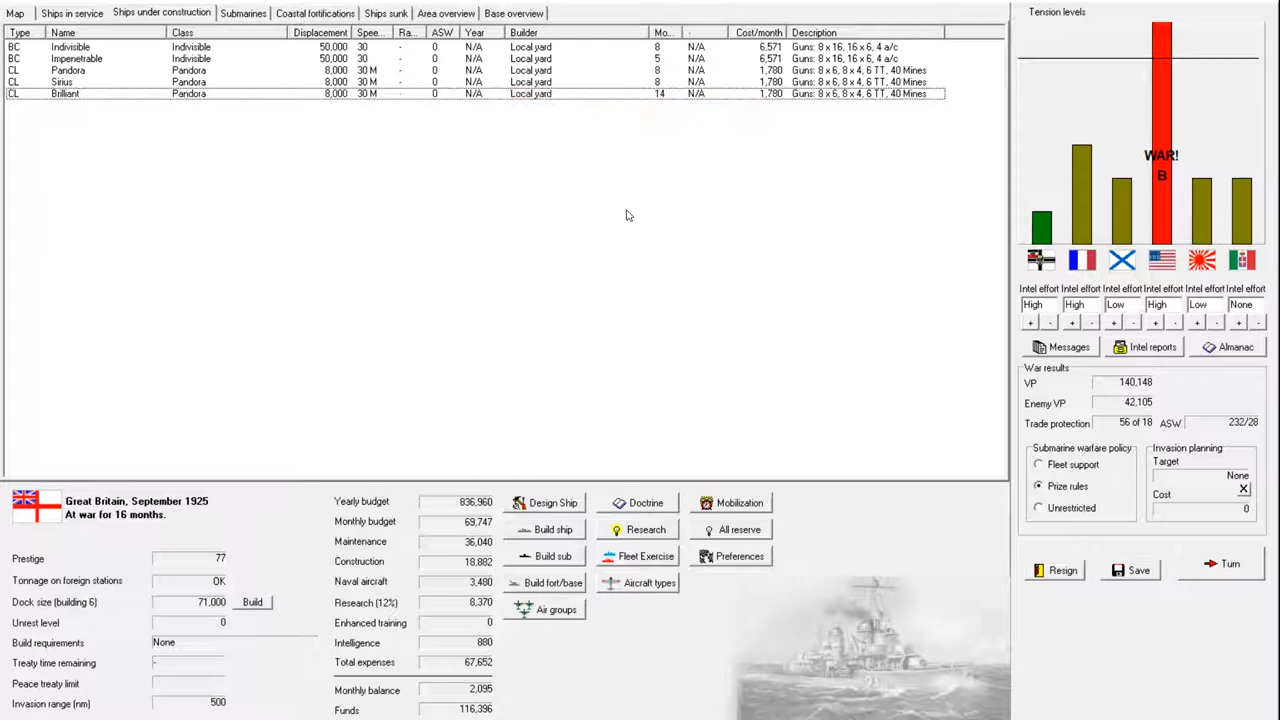 Map Ships in service Ships under construction Submarines Coastal fortifications Ships sunk Area overview Base overview
Type Name Class Displacement Spee... Ra... ASW Year Builder Mo... - Cost/month Description
BC Indivisible Indivisible 50,000 30 - 0 N/A Local yard 8 N/A 6,571 Guns: 8 x 16, 16 x 6, 4 a/c
BC Impenetrable Indivisible 50,000 30 - 0 N/A Local yard 5 N/A 6,571 Guns: 8 x 16, 16 x 6, 4 a/c
CL Pandora Pandora 8,000 30 M - 0 N/A Local yard 8 N/A 1,780 Guns: 8 x 6, 8 x 4, 6 TT, 40 Mines
CL Sirius Pandora 8,000 30 M - 0 N/A Local yard 8 N/A 1,780 Guns: 8 x 6, 8 x 4, 6 TT, 40 Mines
CL Brilliant Pandora 8,000 30 M - 0 N/A Local yard 14 N/A 1,780 Guns: 8 x 6, 8 x 4, 6 TT, 40 Mines
Tension levels
WAR!
B
Intel effort Intel effort Intel effort Intel effort Intel effort Intel effort
High High Low High Low None
+ - + - + - + - + - + -
Messages Intel reports Almanac
War results
VP 140,148
Enemy VP 42,105
Trade protection 56 of 18 ASW 232/28
Submarine warfare policy
Fleet support
Prize rules
Unrestricted
Invasion planning
Target
None
Cost X
0
Resign Save Turn
Great Britain, September 1925
At war for 16 months.
Prestige 77
Tonnage on foreign stations OK
Dock size (building 6) 71,000 Build
Unrest level 0
Build requirements None
Treaty time remaining -
Peace treaty limit
Invasion range (nm) 500
Yearly budget 836,960
Monthly budget 69,747
Maintenance 36,040
Construction 18,882
Naval aircraft 3,480
Research (12%) 8,370
Enhanced training 0
Intelligence 880
Total expenses 67,652
Monthly balance 2,095
Funds 116,396
Design Ship Doctrine Mobilization
Build ship Research All reserve
Build sub Fleet Exercise Preferences
Build fort/base Aircraft types
Air groups